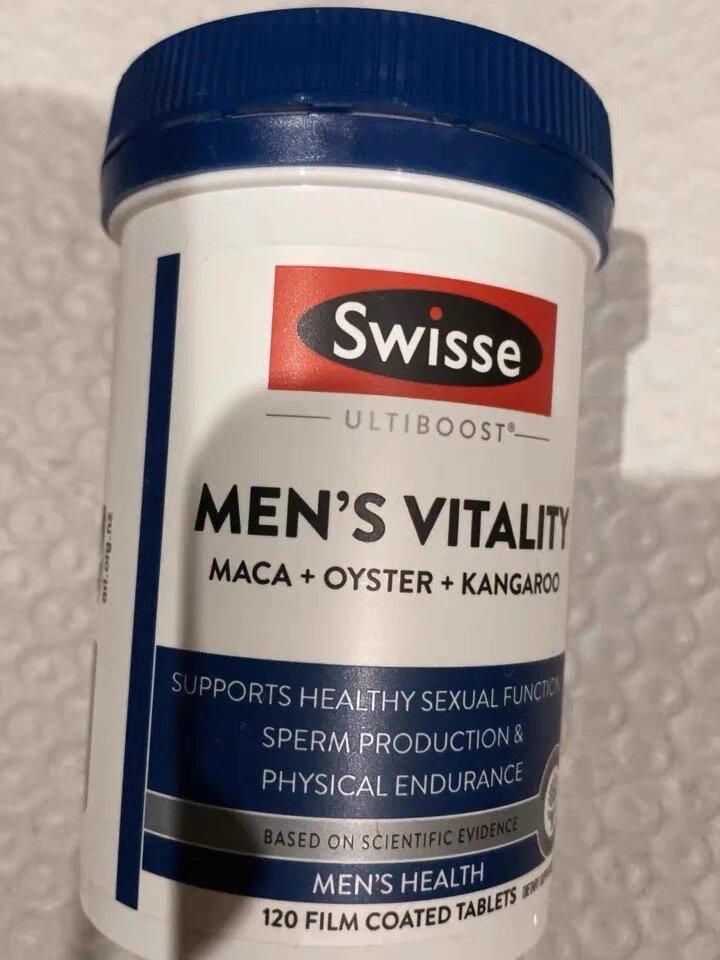 Swisse
ULTIBOOST®
MEN'S VITALITY
MACA + OYSTER + KANGAROO
SUPPORTS HEALTHY SEXUAL FUNCTION
SPERM PRODUCTION &
PHYSICAL ENDURANCE
BASED ON SCIENTIFIC EVIDENCE
MEN'S HEALTH
120 FILM COATED TABLETS